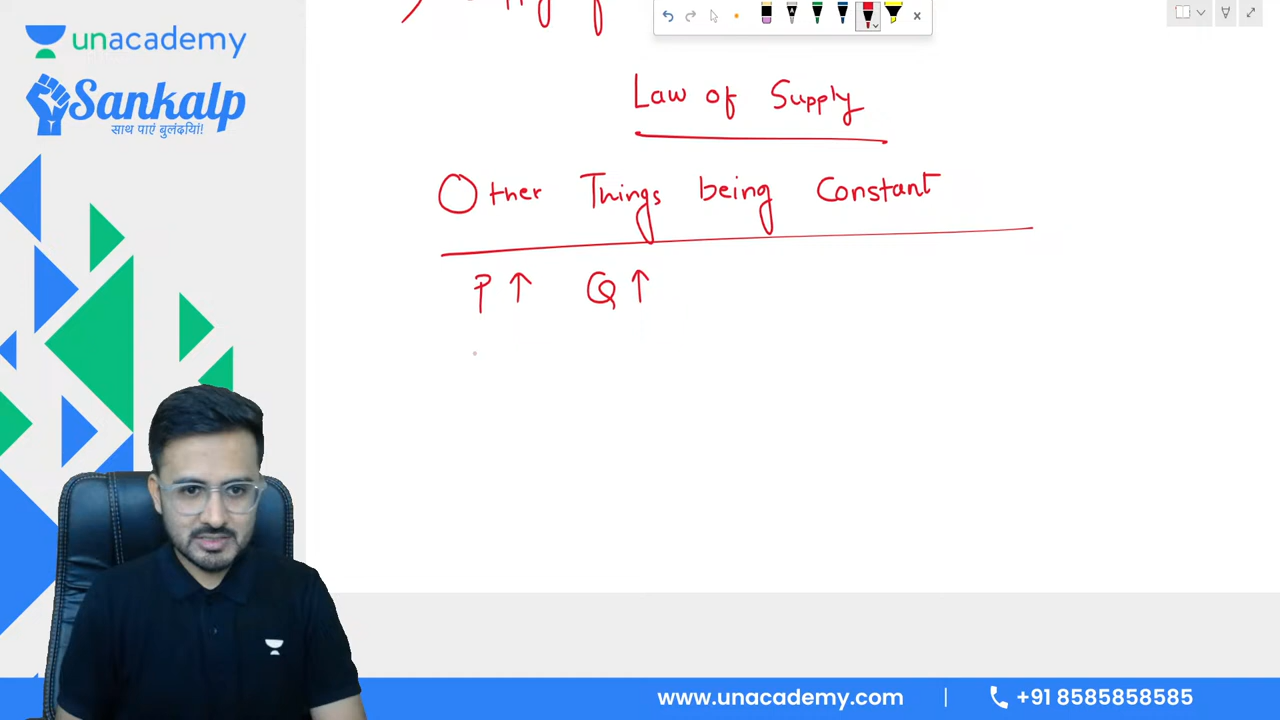 unacademy
Sankalp
साथ पाएं बुलंदियां!
Law of Supply
Other Things being Constant
P ↑ Q ↑
www.unacademy.com | +91 8585858585